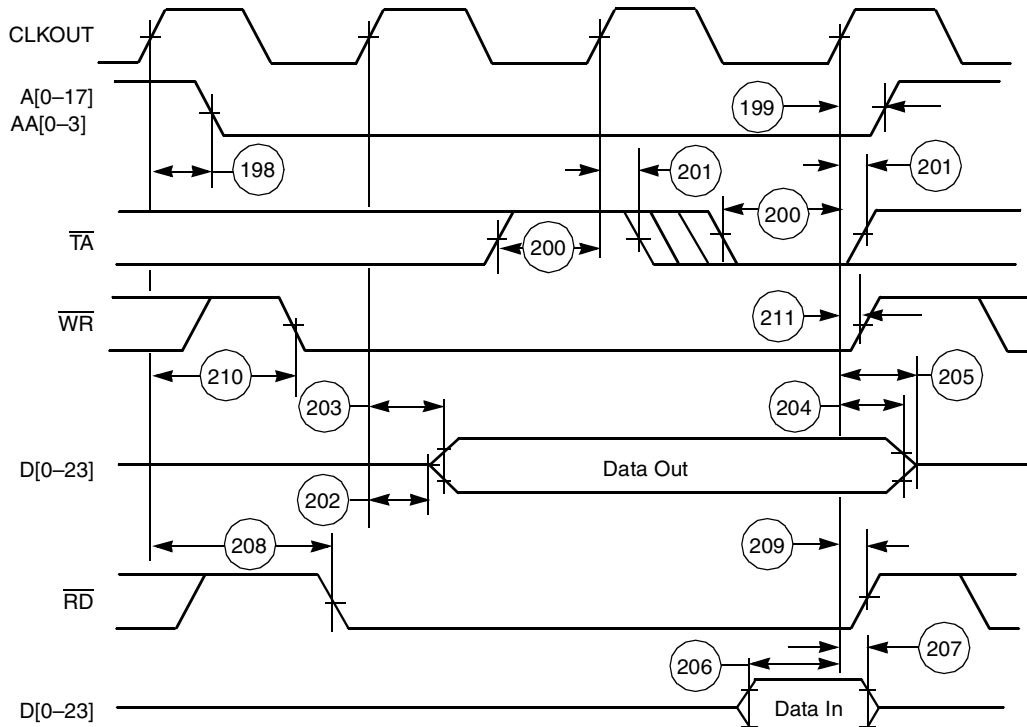 CLKOUT
A[0–17]
AA[0–3]
199
198
201
201
200
TA
200
WR
211
210
205
203
204
D[0–23]
Data Out
202
208
209
RD
206
207
D[0–23]
Data In